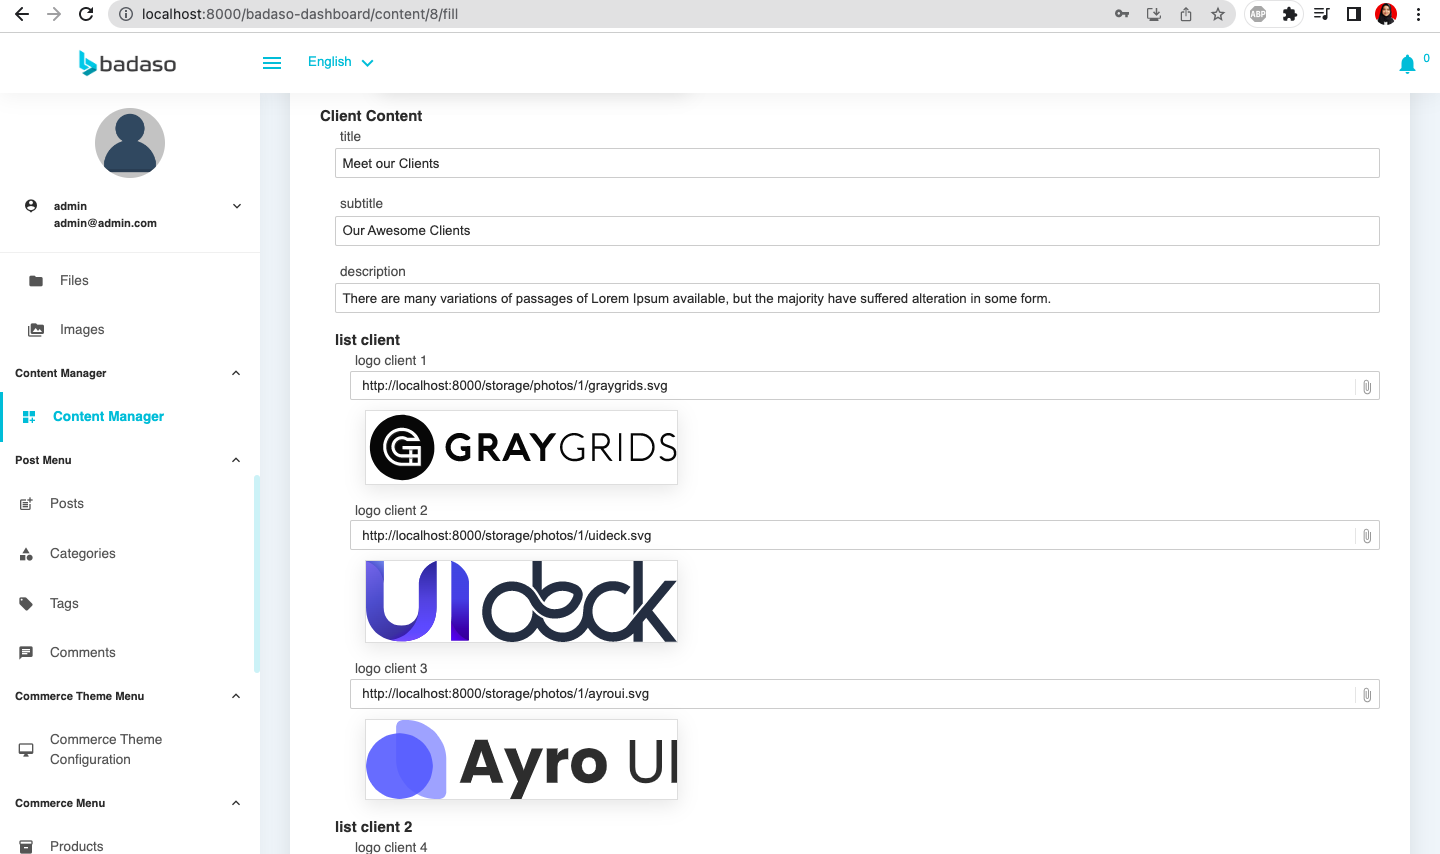 localhost:8000/badaso-dashboard/content/8/fill
ABP
badaso
English
0
admin
admin@admin.com
Files
Images
Content Manager
Content Manager
Post Menu
Posts
Categories
Tags
Comments
Commerce Theme Menu
Commerce Theme
Configuration
Commerce Menu
Products
Client Content
title
Meet our Clients
subtitle
Our Awesome Clients
description
There are many variations of passages of Lorem Ipsum available, but the majority have suffered alteration in some form.
list client
logo client 1
http://localhost:8000/storage/photos/1/graygrids.svg
GRAYGRIDS
logo client 2
http://localhost:8000/storage/photos/1/uideck.svg
UIdeck
logo client 3
http://localhost:8000/storage/photos/1/ayroui.svg
Ayro UI
list client 2
logo client 4